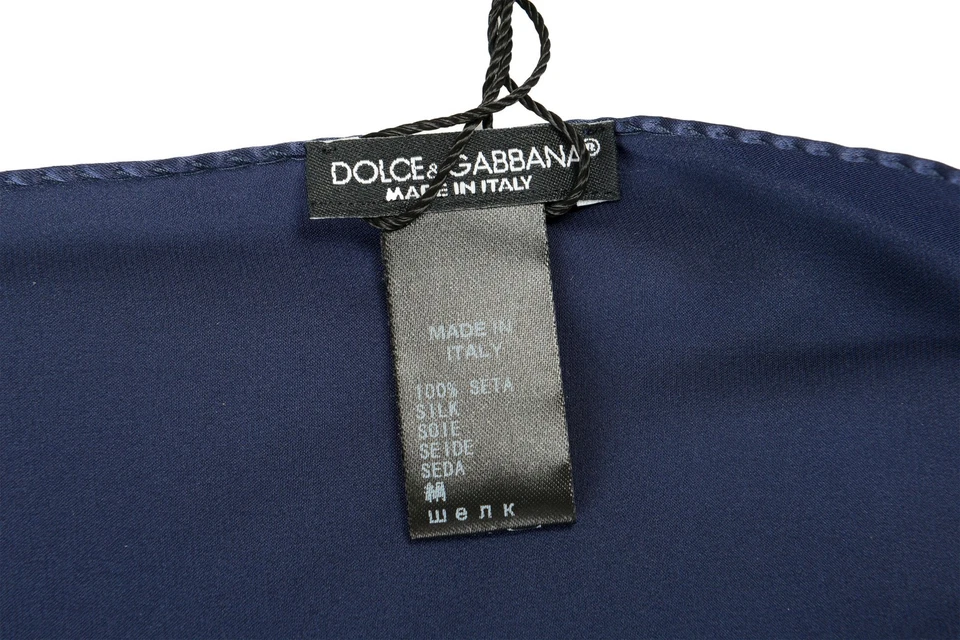 DOLCE&GABBANA®
MADE IN ITALY
MADE IN
ITALY
100% SETA
SILK
SOIE
SEIDE
SEDA
絹
шелк